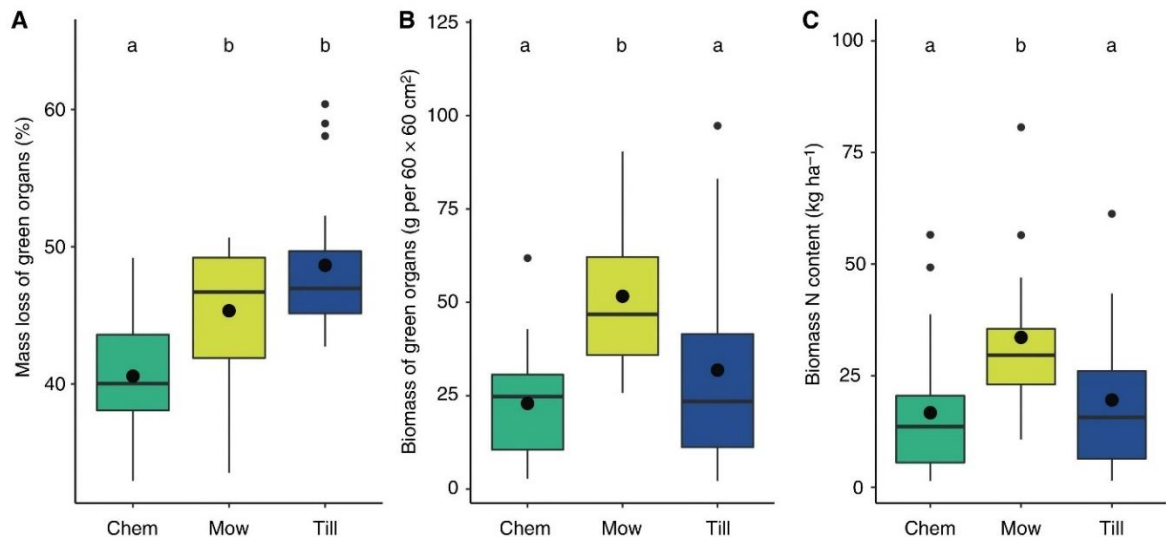 A
a b b
Mass loss of green organs (%)
60
50
40
Chem Mow Till
B
a b a
Biomass of green organs (g per 60 × 60 cm²)
125
100
75
50
25
0
Chem Mow Till
C
a b a
Biomass N content (kg ha⁻¹)
100
75
50
25
0
Chem Mow Till